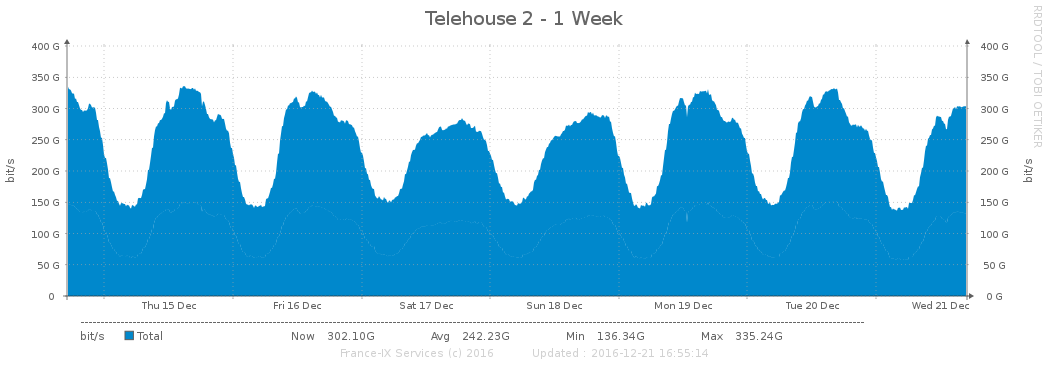 Telehouse 2 - 1 Week
RRDTOOL / TOBI OETIKER
bit/s
400 G 400 G
350 G 350 G
300 G 300 G
250 G 250 G
200 G 200 G
150 G 150 G
100 G 100 G
50 G 50 G
0 0 G
bit/s
Thu 15 Dec Fri 16 Dec Sat 17 Dec Sun 18 Dec Mon 19 Dec Tue 20 Dec Wed 21 Dec
bit/s Total Now 302.10G Avg 242.23G Min 136.34G Max 335.24G
France-IX Services (c) 2016 Updated : 2016-12-21 16:55:14